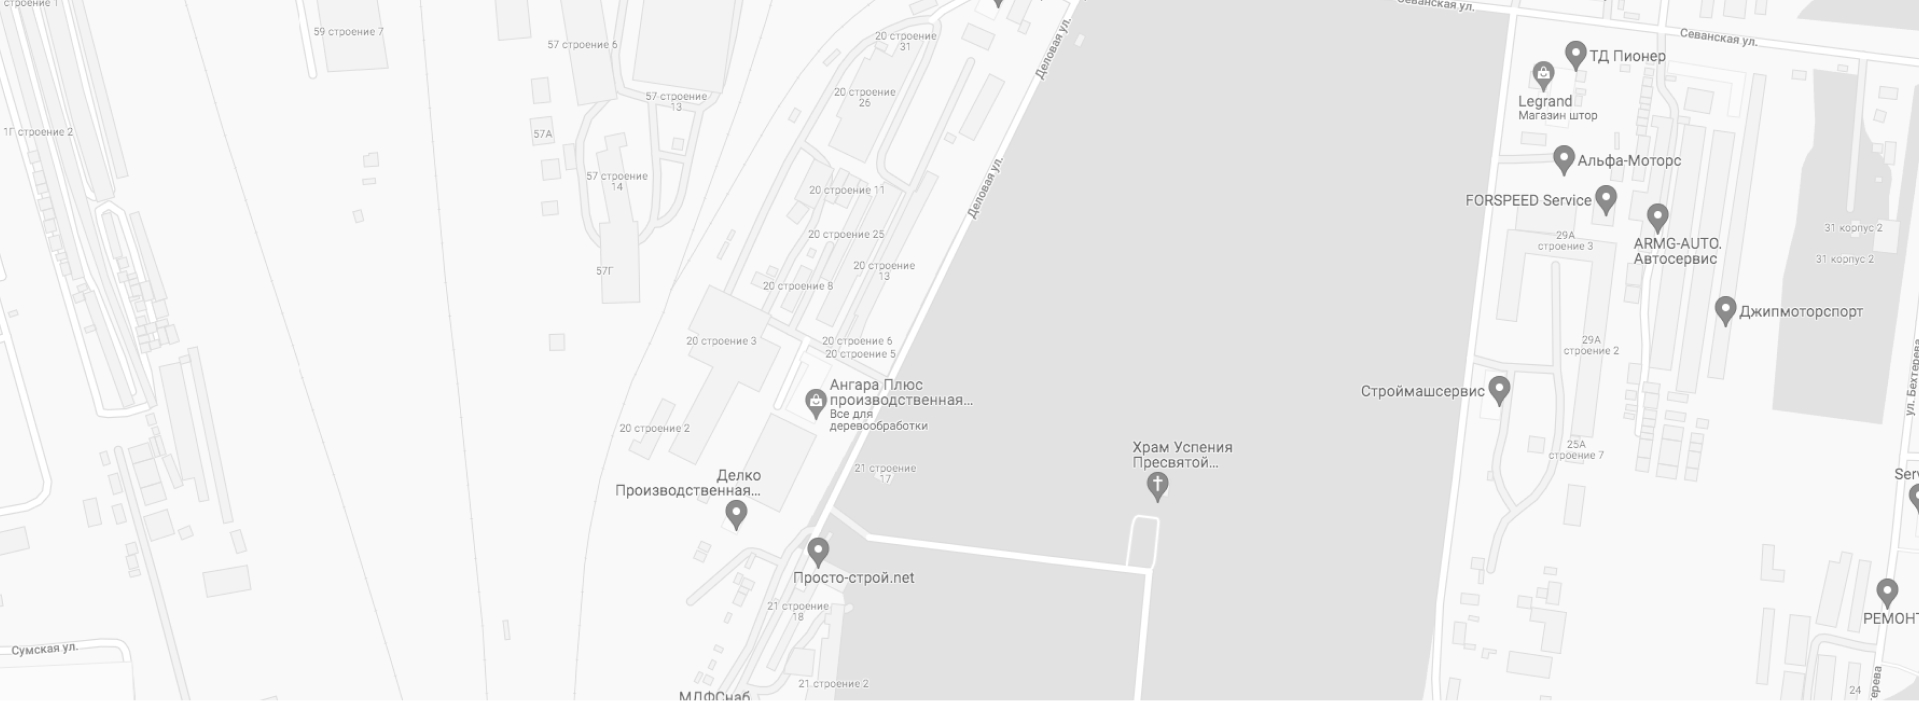 строение 1
59 строение 7
57 строение 6
20 строение
31
Деловая ул.
Севанская ул.
Севанская ул.
ТД Пионер
Legrand
Магазин штор
20 строение
26
57 строение
13
1Г строение 2
57А
Альфа-Моторс
57 строение
14
20 строение 11
Деловая ул.
FORSPEED Service
20 строение 25
29А
строение 3
ARMG-AUTO.
Автосервис
31 корпус 2
31 корпус 2
57Г
20 строение
13
20 строение 8
Джипмоторспорт
20 строение 3
20 строение 6
20 строение 5
29А
строение 2
ул. Бехтерева
Ангара Плюс
производственная...
Все для
деревообработки
Строймашсервис
20 строение 2
Храм Успения
Пресвятой...
25А
строение 7
21 строение
17
Делко
Производственная...
Serv
Просто-строй.net
21 строение
18
РЕМОНТ
Сумская ул.
21 строение 2
МДФСнаб
24
терева